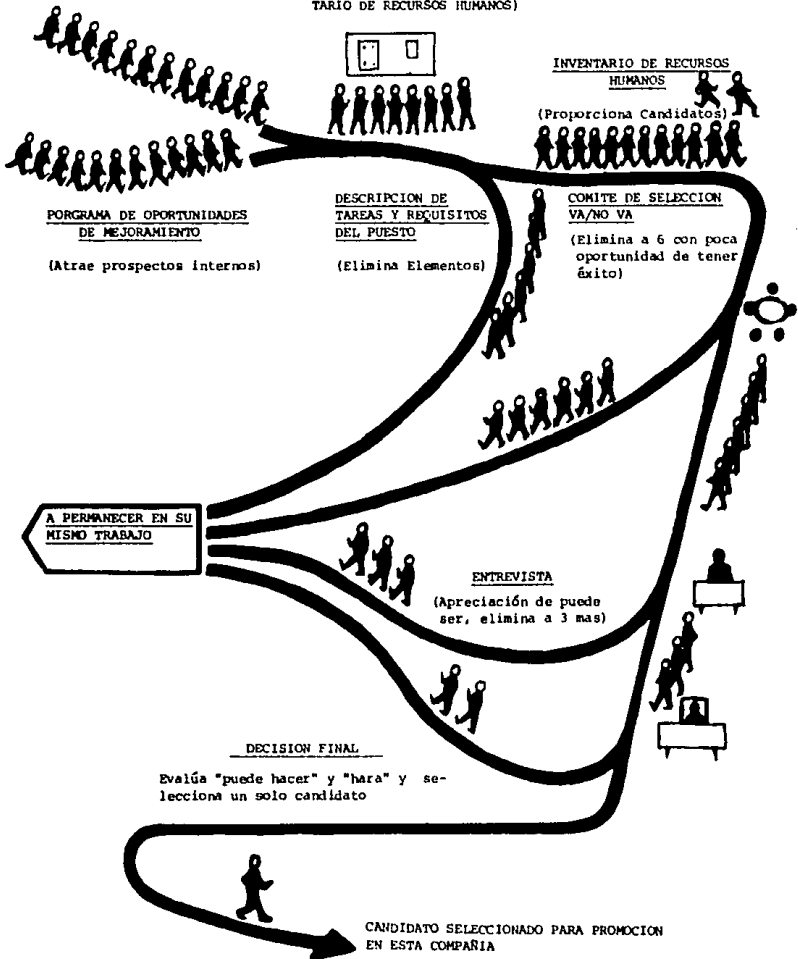 TARIO DE RECURSOS HUMANOS)
INVENTARIO DE RECURSOS
HUMANOS
(Proporciona Candidatos)
PORGRAMA DE OPORTUNIDADES
DE MEJORAMIENTO
(Atrae prospectos internos)
DESCRIPCION DE
TAREAS Y REQUISITOS
DEL PUESTO
(Elimina Elementos)
COMITE DE SELECCION
VA/NO VA
(Elimina a 6 con poca
oportunidad de tener
éxito)
A PERMANECER EN SU
MISMO TRABAJO
ENTREVISTA
(Apreciación de puede
ser, elimina a 3 mas)
DECISION FINAL
Evalúa "puede hacer" y "hara" y se-
lecciona un solo candidato
CANDIDATO SELECCIONADO PARA PROMOCION
EN ESTA COMPAÑIA